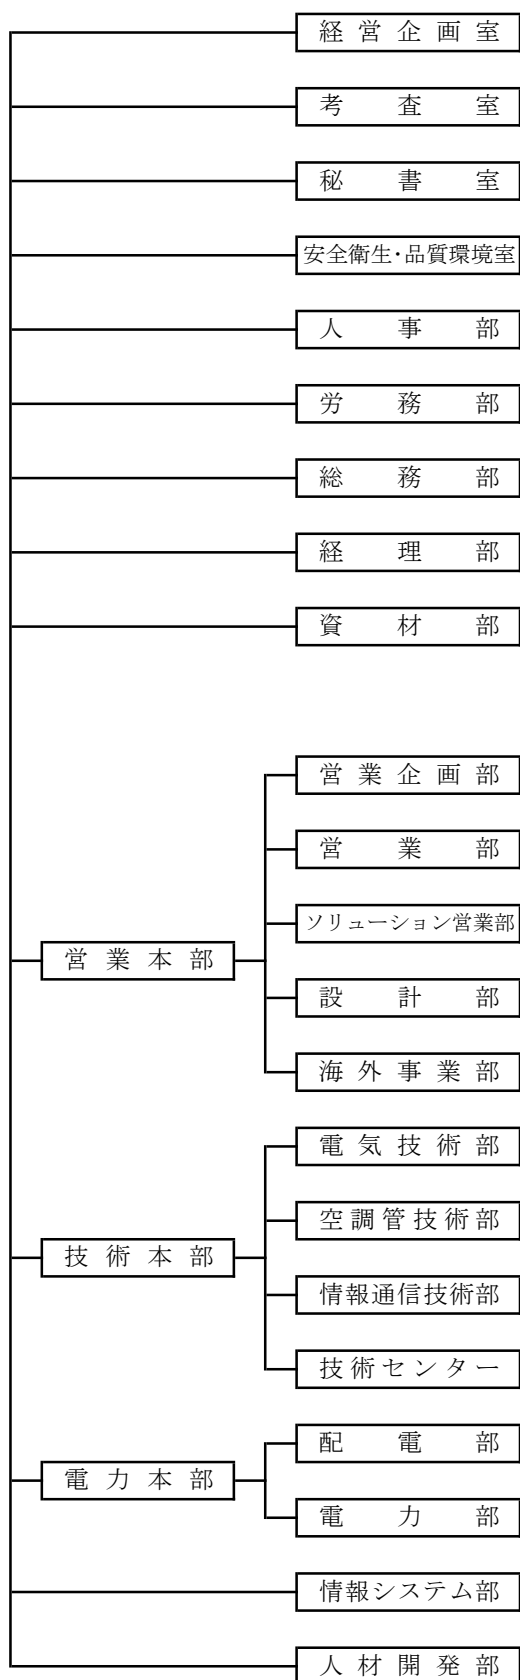 経営企画室
考査室
秘書室
安全衛生・品質環境室
人事部
労務部
総務部
経理部
資材部
営業本部
営業企画部
営業部
ソリューション営業部
設計部
海外事業部
技術本部
電気技術部
空調管技術部
情報通信技術部
技術センター
電力本部
配電部
電力部
情報システム部
人材開発部